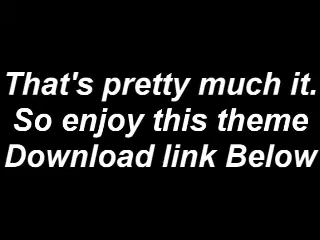 That's pretty much it.
So enjoy this theme
Download link Below